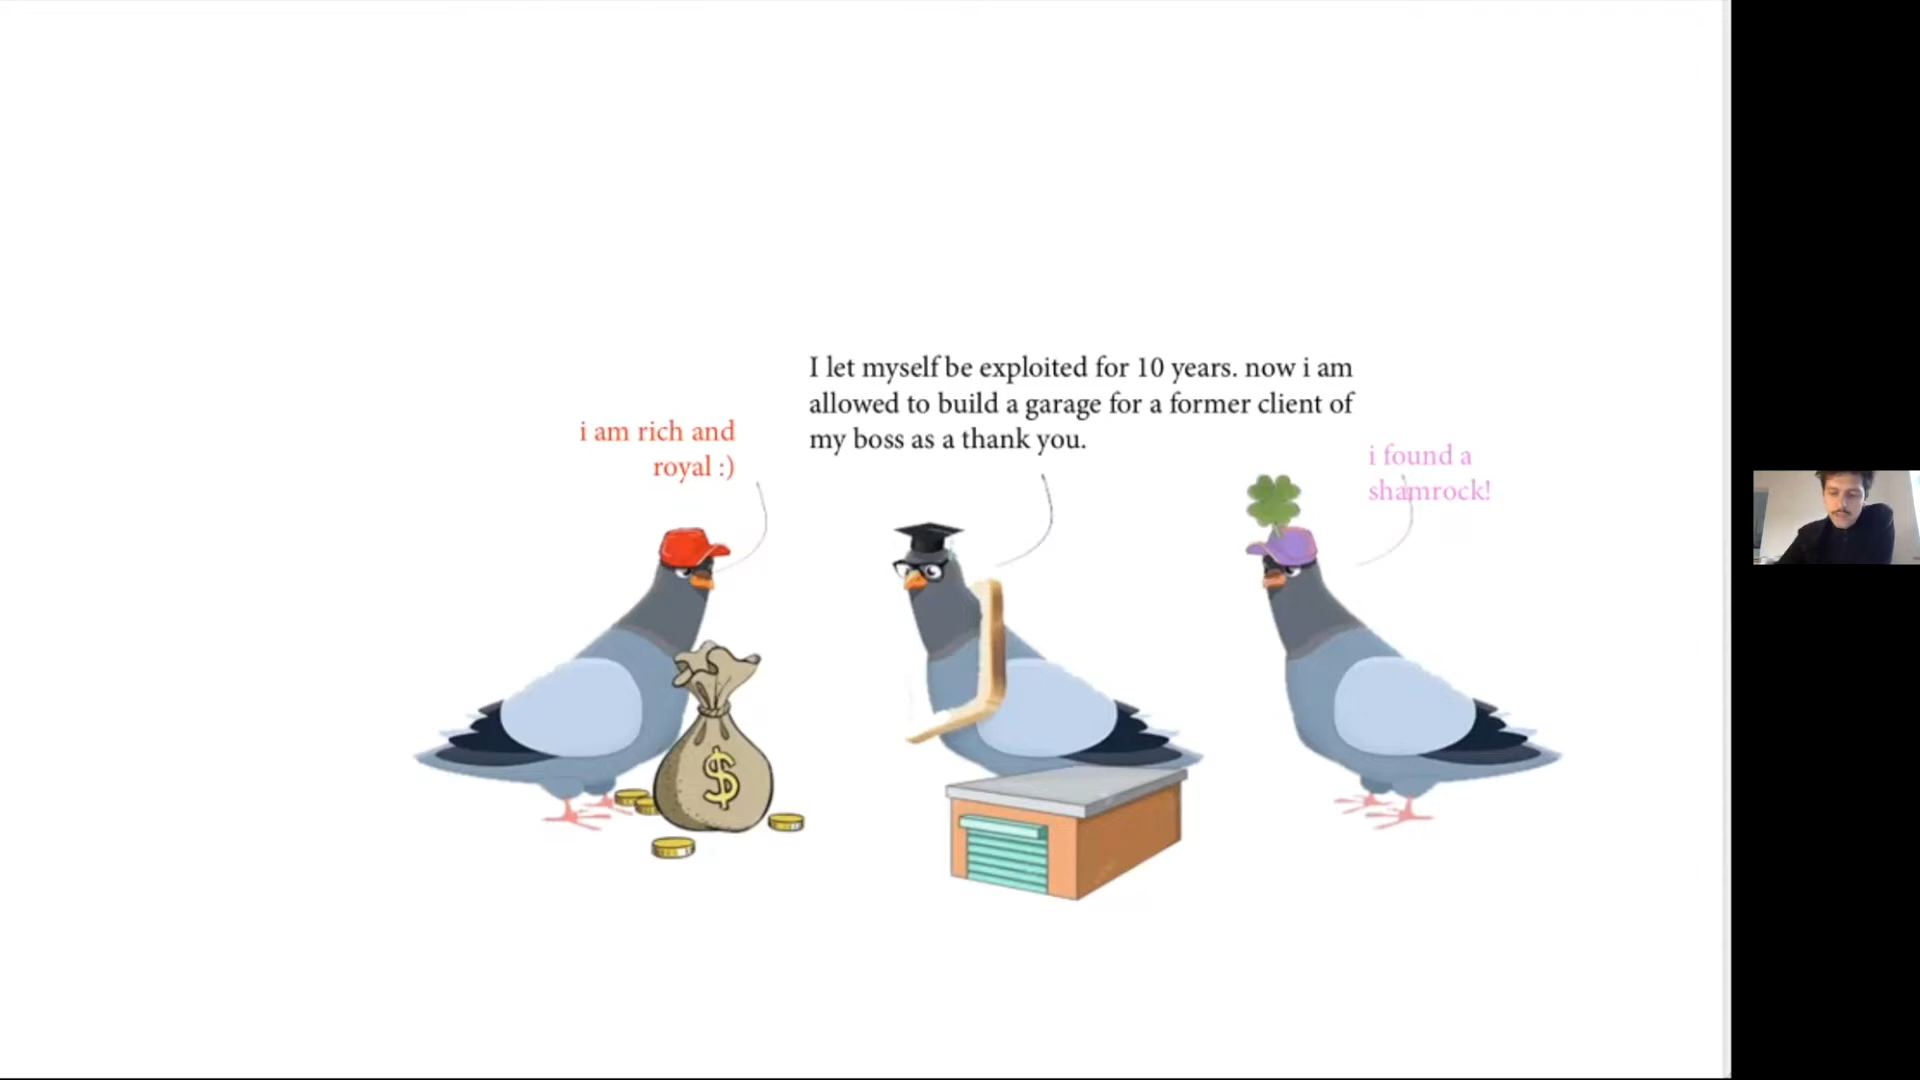 i am rich and
royal :)
I let myself be exploited for 10 years. now i am
allowed to build a garage for a former client of
my boss as a thank you.
i found a
shamrock!
$